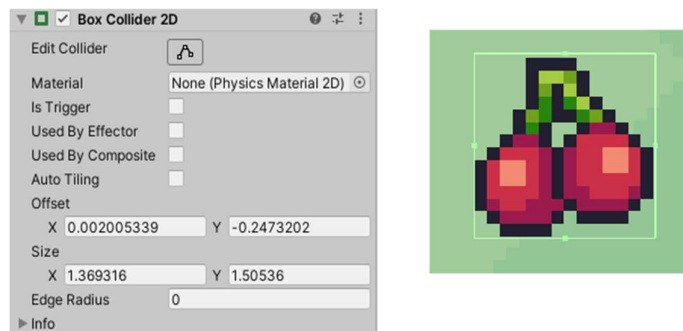 Box Collider 2D
Edit Collider
Material None (Physics Material 2D)
Is Trigger
Used By Effector
Used By Composite
Auto Tiling
Offset
X 0.002005339 Y -0.2473202
Size
X 1.369316 Y 1.50536
Edge Radius 0
Info